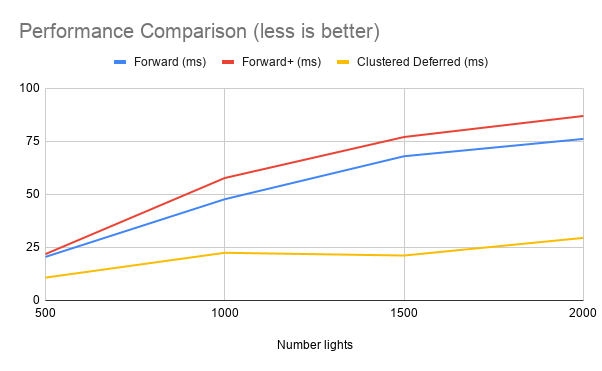 Performance Comparison (less is better)
Forward (ms) Forward+ (ms) Clustered Deferred (ms)
100
75
50
25
0
500 1000 1500 2000
Number lights